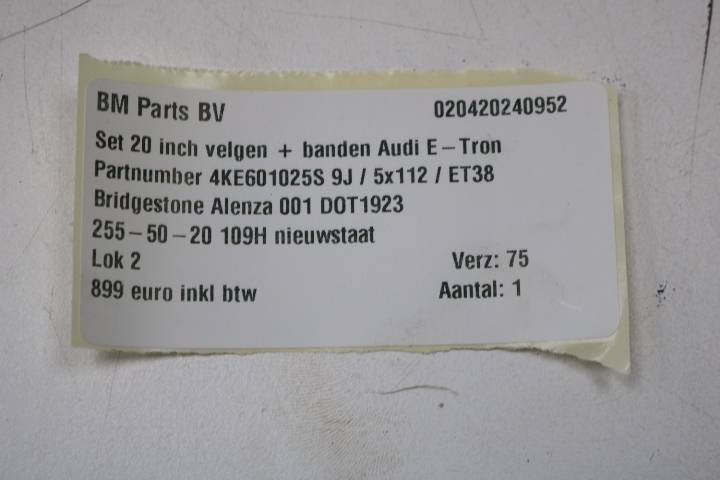 BM Parts BV 020420240952
Set 20 inch velgen + banden Audi E-Tron
Partnumber 4KE601025S 9J / 5x112 / ET38
Bridgestone Alenza 001 DOT1923
255-50-20 109H nieuwstaat
Lok 2 Verz: 75
899 euro inkl btw Aantal: 1